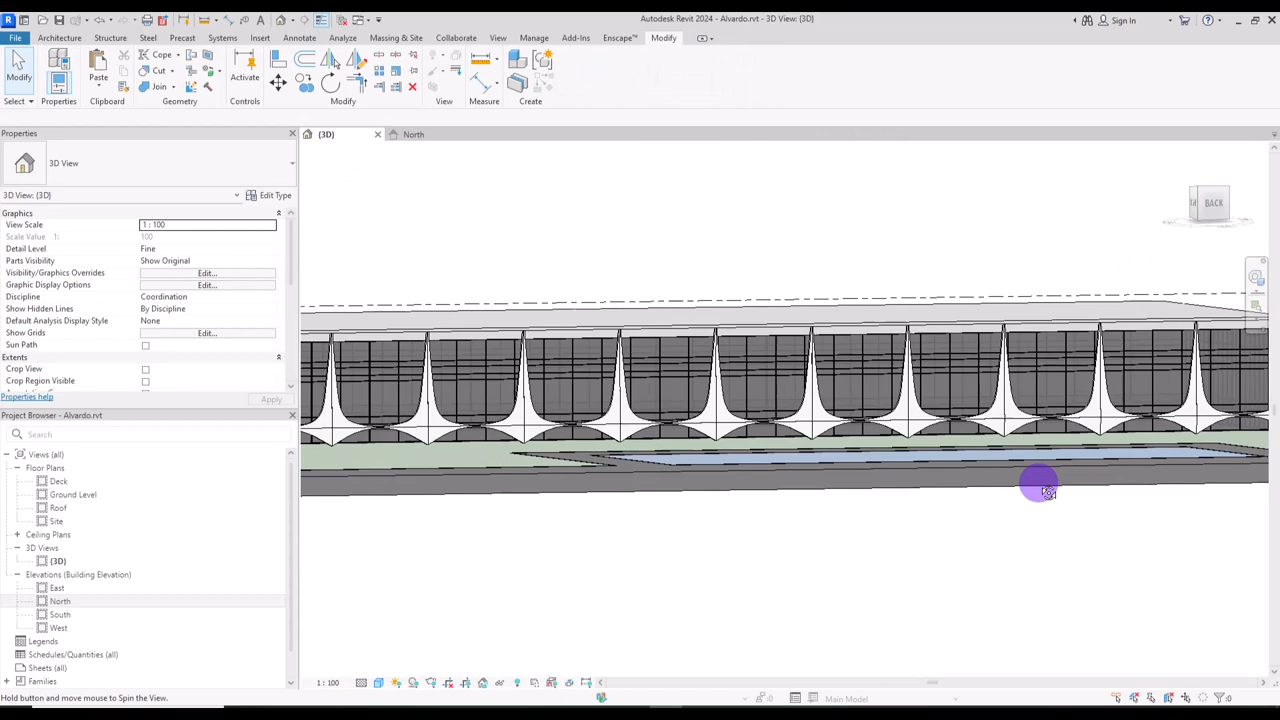 Autodesk Revit 2024 - Alvardo.rvt - 3D View: {3D}
Sign In
File Architecture Structure Steel Precast Systems Insert Annotate Analyze Massing & Site Collaborate View Manage Add-Ins Enscape™ Modify
Modify
Select
Properties
Paste
Clipboard
Cope
Cut
Join
Geometry
Activate
Controls
Modify
View
Measure
Create
Properties
{3D}
North
3D View
3D View: {3D}
Edit Type
Graphics
View Scale 1 : 100
Scale Value 1: 100
Detail Level Fine
Parts Visibility Show Original
Visibility/Graphics Overrides Edit...
Graphic Display Options Edit...
Discipline Coordination
Show Hidden Lines By Discipline
Default Analysis Display Style None
Show Grids Edit...
Sun Path
Extents
Crop View
Crop Region Visible
Properties help
Apply
Project Browser - Alvardo.rvt
Search
Views (all)
Floor Plans
Deck
Ground Level
Roof
Site
Ceiling Plans
3D Views
{3D}
Elevations (Building Elevation)
East
North
South
West
Legends
Schedules/Quantities (all)
Sheets (all)
Families
BACK
1 : 100
Hold button and move mouse to Spin the View.
:0
Main Model
:0